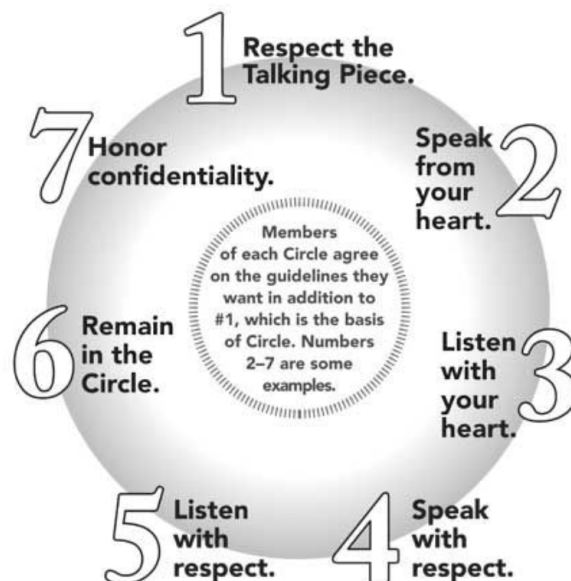 1 Respect the
Talking Piece.
2 Speak
from
your
heart.
3 Listen
with
your
heart.
4 Speak
with
respect.
5 Listen
with
respect.
6 Remain
in the
Circle.
7 Honor
confidentiality.
Members
of each Circle agree
on the guidelines they
want in addition to
#1, which is the basis
of Circle. Numbers
2–7 are some
examples.